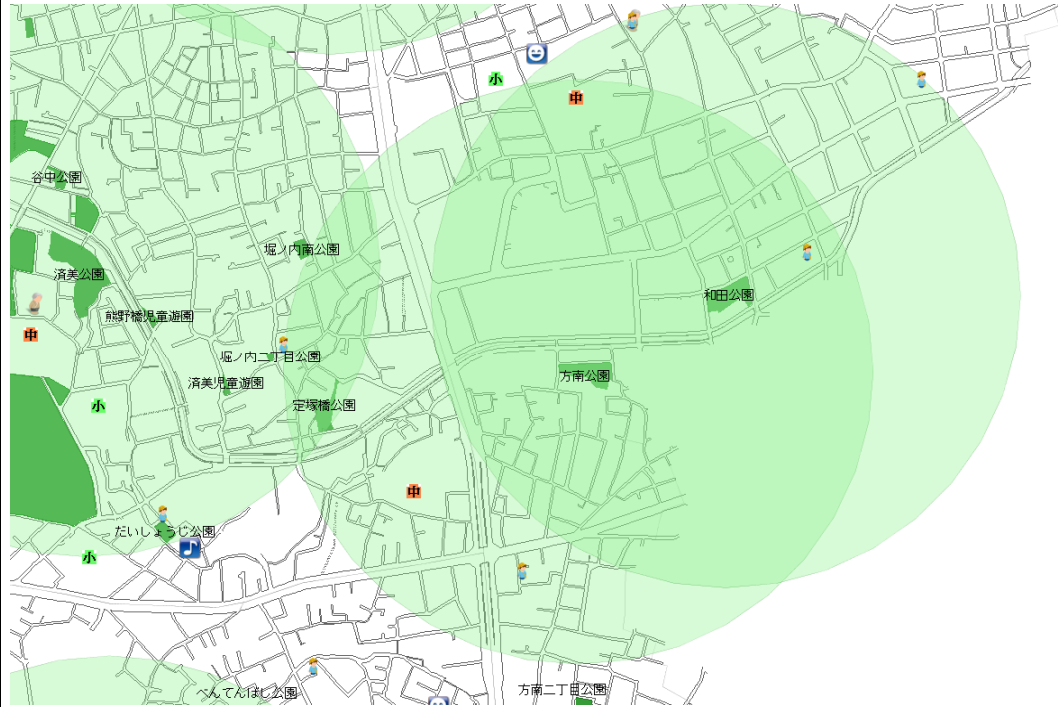 小
中
谷中公園
堀ノ内南公園
済美公園
和田公園
熊野橋児童遊園
中
堀ノ内二丁目公園
方南公園
済美児童遊園
定塚橋公園
小
中
だいしょうじ公園
小
べんてんばし公園
方南二丁目公園